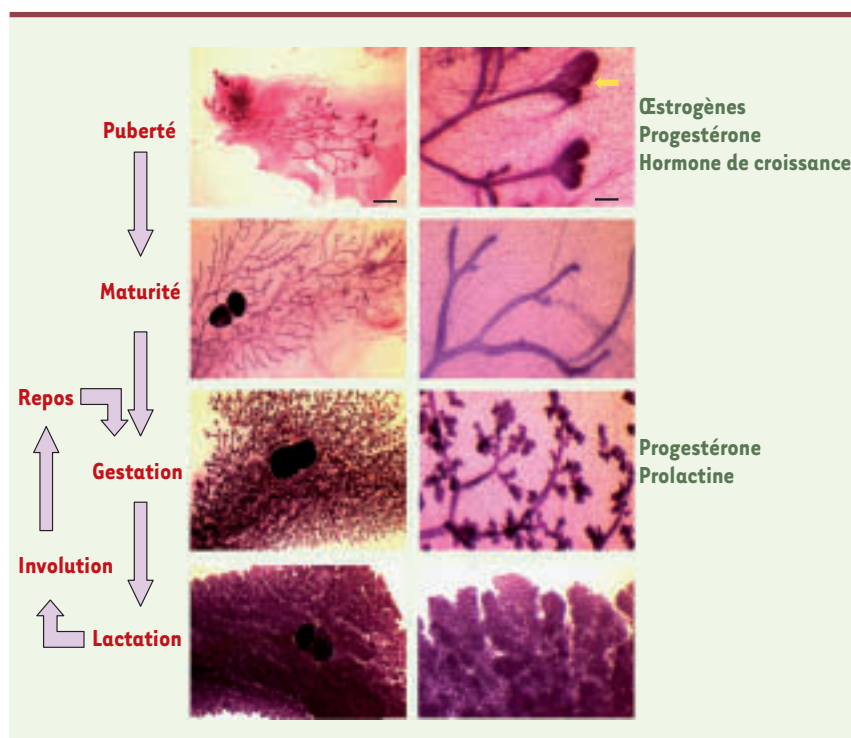 Puberté
Œstrogènes
Progestérone
Hormone de croissance
Maturité
Repos
Gestation
Progestérone
Prolactine
Involution
Lactation